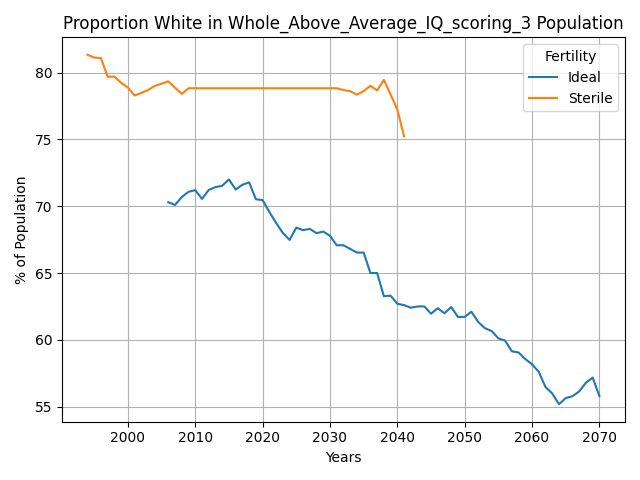 Proportion White in Whole_Above_Average_IQ_scoring_3 Population
Fertility
Ideal
Sterile
% of Population
80
75
70
65
60
55
2000 2010 2020 2030 2040 2050 2060 2070
Years